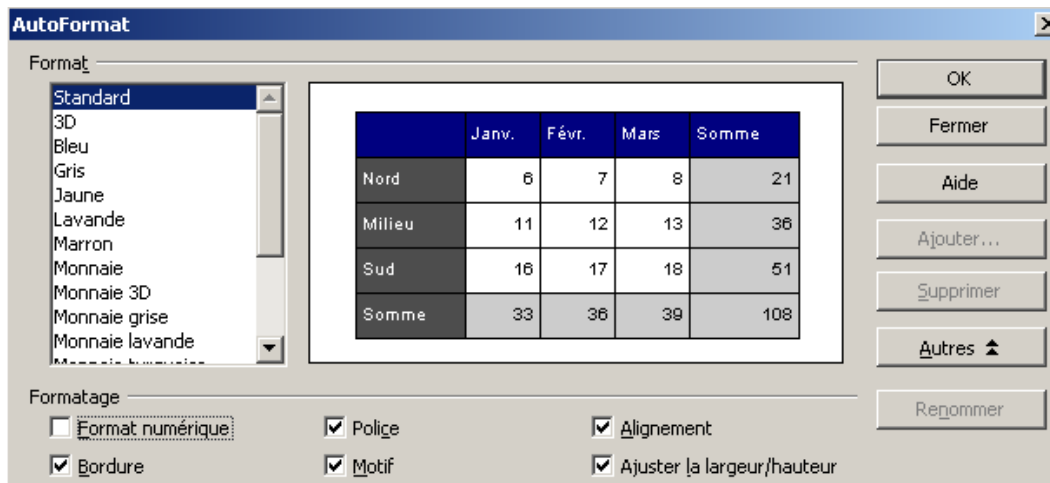 AutoFormat
Format
Standard
3D
Bleu
Gris
Jaune
Lavande
Marron
Monnaie
Monnaie 3D
Monnaie grise
Monnaie lavande
Monnaie turquoise
Janv. Févr. Mars Somme
Nord 6 7 8 21
Milieu 11 12 13 36
Sud 16 17 18 51
Somme 33 36 39 108
OK
Fermer
Aide
Ajouter...
Supprimer
Autres
Renommer
Formatage
Format numérique
Police
Alignement
Bordure
Motif
Ajuster la largeur/hauteur